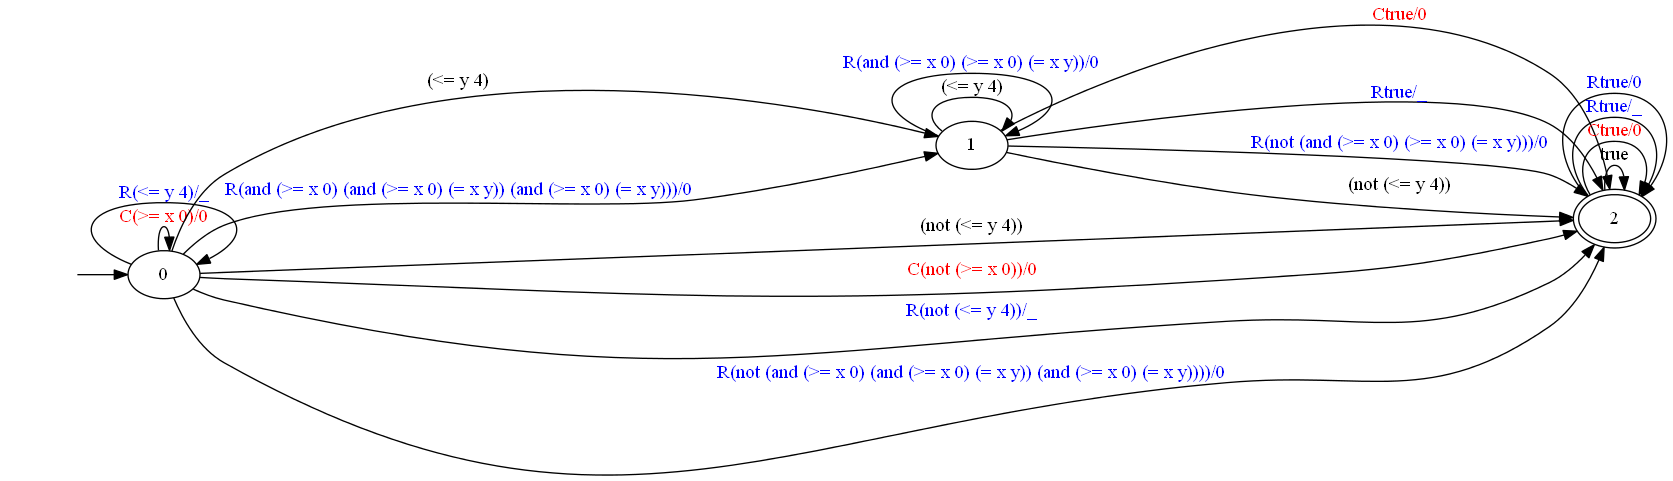 Ctrue/0
R(and (>= x 0) (>= x 0) (= x y))/0
(<= y 4)
(<= y 4)
Rtrue/_
Rtrue/0
Rtrue/_
Ctrue/0
true
R(not (and (>= x 0) (>= x 0) (= x y)))/0
1
(not (<= y 4))
R(<= y 4)/_
C(>= x 0)/0
R(and (>= x 0) (and (>= x 0) (= x y)) (and (>= x 0) (= x y)))/0
2
(not (<= y 4))
0
C(not (>= x 0))/0
R(not (<= y 4))/_
R(not (and (>= x 0) (and (>= x 0) (= x y)) (and (>= x 0) (= x y))))/0